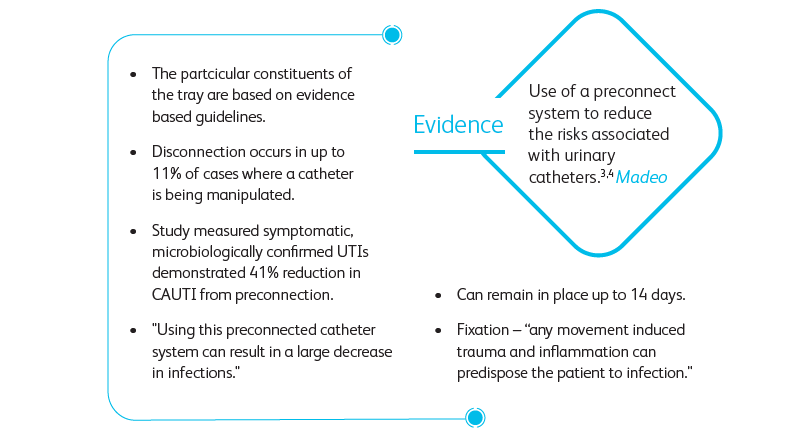 • The partcicular constituents of
the tray are based on evidence
based guidelines.
• Disconnection occurs in up to
11% of cases where a catheter
is being manipulated.
• Study measured symptomatic,
microbiologically confirmed UTIs
demonstrated 41% reduction in
CAUTI from preconnection.
• "Using this preconnected catheter
system can result in a large decrease
in infections."
Evidence
Use of a preconnect
system to reduce
the risks associated
with urinary
catheters.3,4 Madeo
• Can remain in place up to 14 days.
• Fixation – “any movement induced
trauma and inflammation can
predispose the patient to infection."